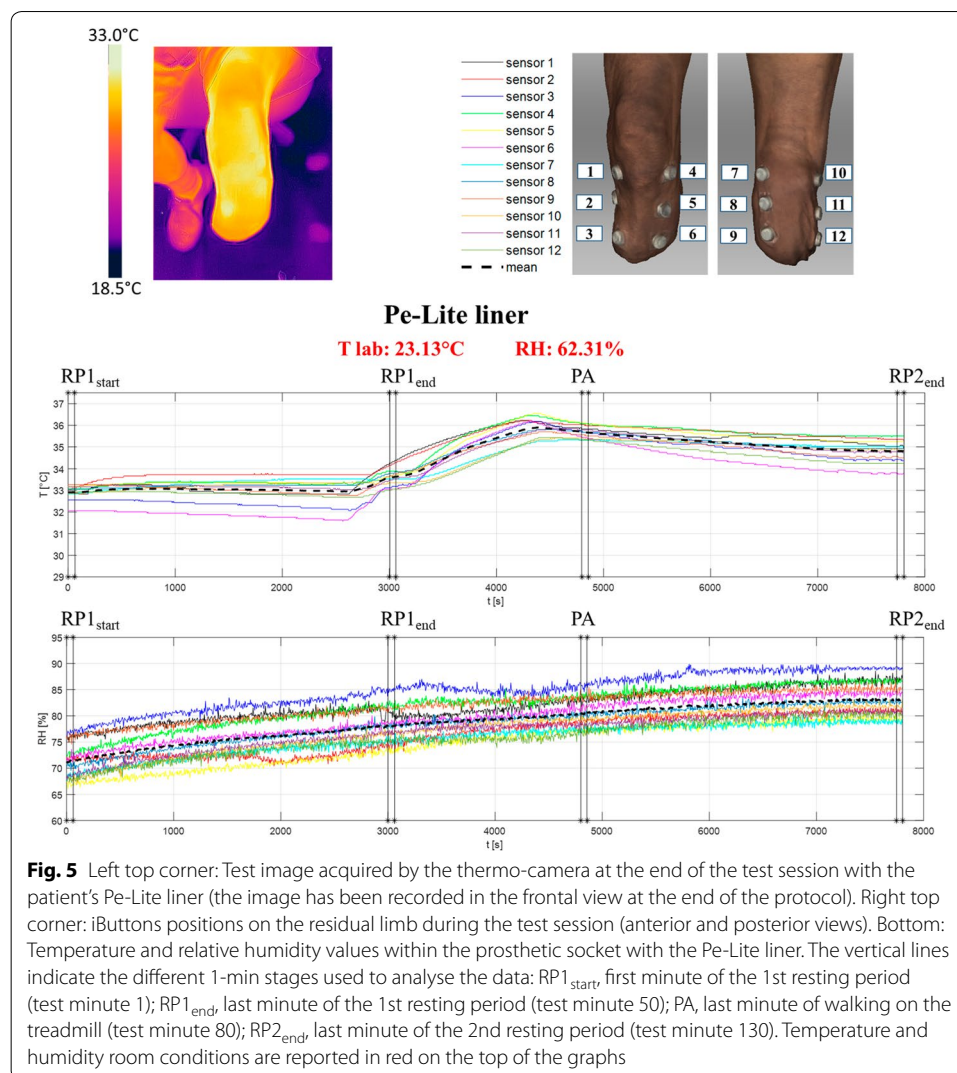 33.0°C
18.5°C
sensor 1
sensor 2
sensor 3
sensor 4
sensor 5
sensor 6
sensor 7
sensor 8
sensor 9
sensor 10
sensor 11
sensor 12
mean
1 4 7 10
2 5 8 11
3 6 9 12
Pe-Lite liner
T lab: 23.13°C RH: 62.31%
RP1start RP1end PA RP2end
37
36
35
34
33
32
31
30
29
T [°C]
0 1000 2000 3000 4000 5000 6000 7000 8000
t [s]
RP1start RP1end PA RP2end
95
90
85
80
75
70
65
60
RH [%]
0 1000 2000 3000 4000 5000 6000 7000 8000
t [s]
Fig. 5 Left top corner: Test image acquired by the thermo-camera at the end of the test session with the
patient's Pe-Lite liner (the image has been recorded in the frontal view at the end of the protocol). Right top
corner: iButtons positions on the residual limb during the test session (anterior and posterior views). Bottom:
Temperature and relative humidity values within the prosthetic socket with the Pe-Lite liner. The vertical lines
indicate the different 1-min stages used to analyse the data: RP1start, first minute of the 1st resting period
(test minute 1); RP1end, last minute of the 1st resting period (test minute 50); PA, last minute of walking on the
treadmill (test minute 80); RP2end, last minute of the 2nd resting period (test minute 130). Temperature and
humidity room conditions are reported in red on the top of the graphs